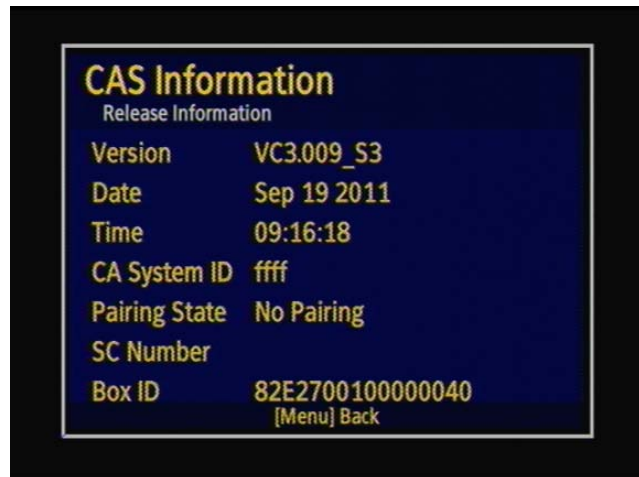 CAS Information
Release Information
Version VC3.009_S3
Date Sep 19 2011
Time 09:16:18
CA System ID ffff
Pairing State No Pairing
SC Number
Box ID 82E2700100000040
[Menu] Back